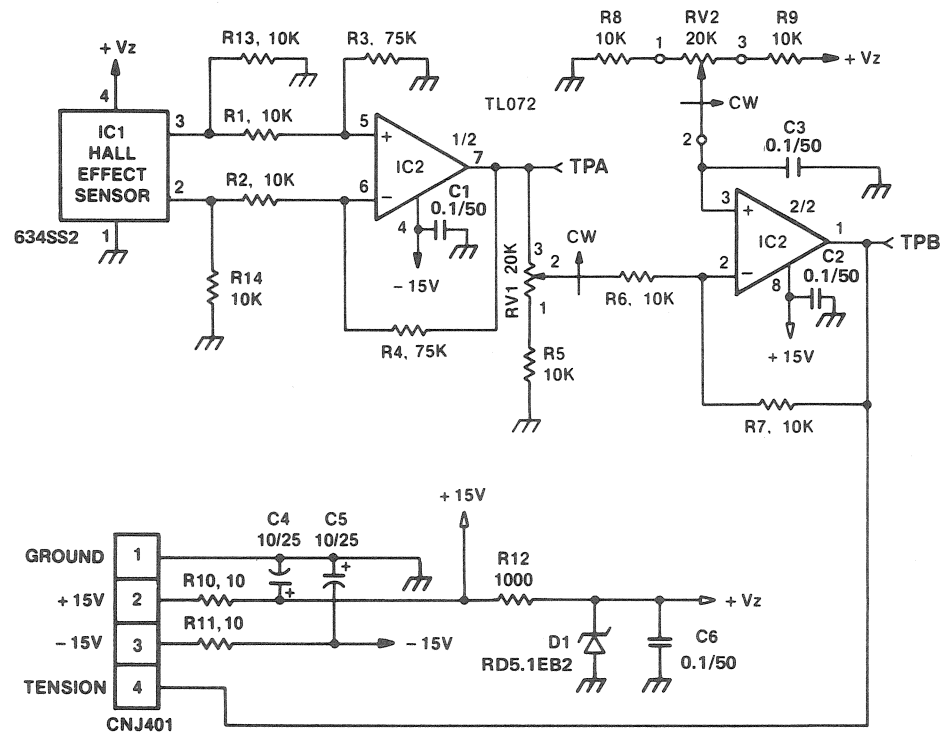 + Vz
4
IC1
HALL
EFFECT
SENSOR
634SS2
1
3
2
R13, 10K
R1, 10K
R2, 10K
R14
10K
R3, 75K
5
+
6
−
IC2
1/2
7
TL072
4
C1
0.1/50
− 15V
R4, 75K
TPA
RV1 20K
3
2
1
CW
R5
10K
R6, 10K
R8
10K
1
RV2
20K
3
R9
10K
+ Vz
CW
2
C3
0.1/50
3
+
2
−
2/2
IC2
1
TPB
8
C2
0.1/50
+ 15V
R7, 10K
GROUND
1
+ 15V
2
− 15V
3
TENSION
4
CNJ401
R10, 10
R11,10
C4
10/25
+
C5
10/25
+
− 15V
+ 15V
R12
1000
+ Vz
D1
RD5.1EB2
C6
0.1/50